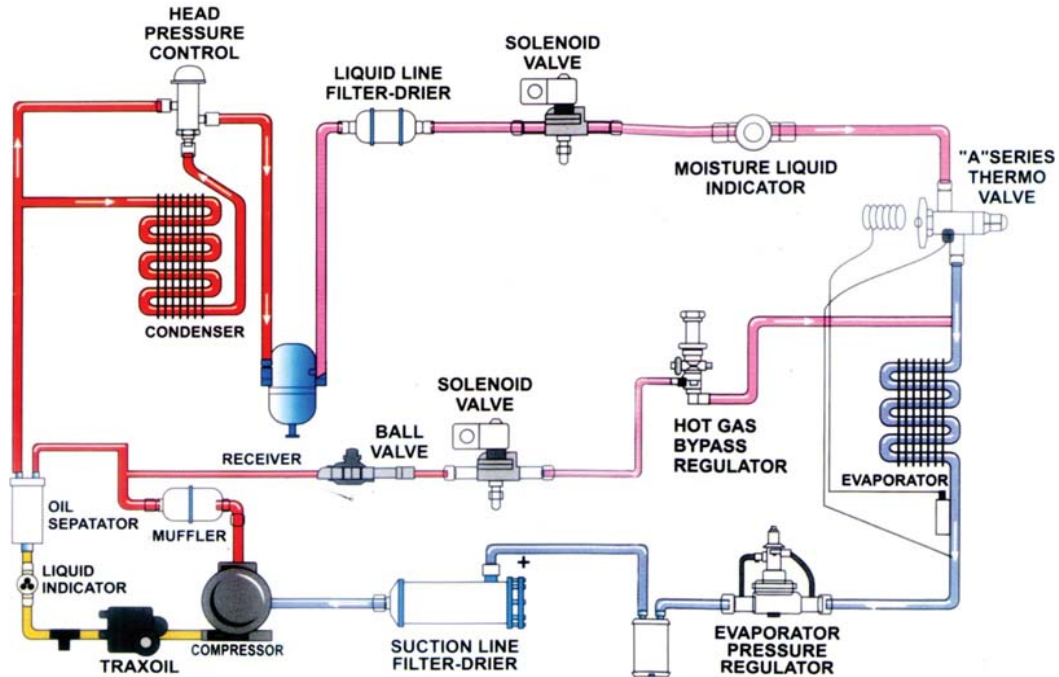 HEAD
PRESSURE
CONTROL
LIQUID LINE
FILTER-DRIER
SOLENOID
VALVE
MOISTURE LIQUID
INDICATOR
"A"SERIES
THERMO
VALVE
CONDENSER
RECEIVER
BALL
VALVE
SOLENOID
VALVE
HOT GAS
BYPASS
REGULATOR
EVAPORATOR
OIL
SEPATATOR
MUFFLER
LIQUID
INDICATOR
TRAXOIL
COMPRESSOR
+
SUCTION LINE
FILTER-DRIER
EVAPORATOR
PRESSURE
REGULATOR